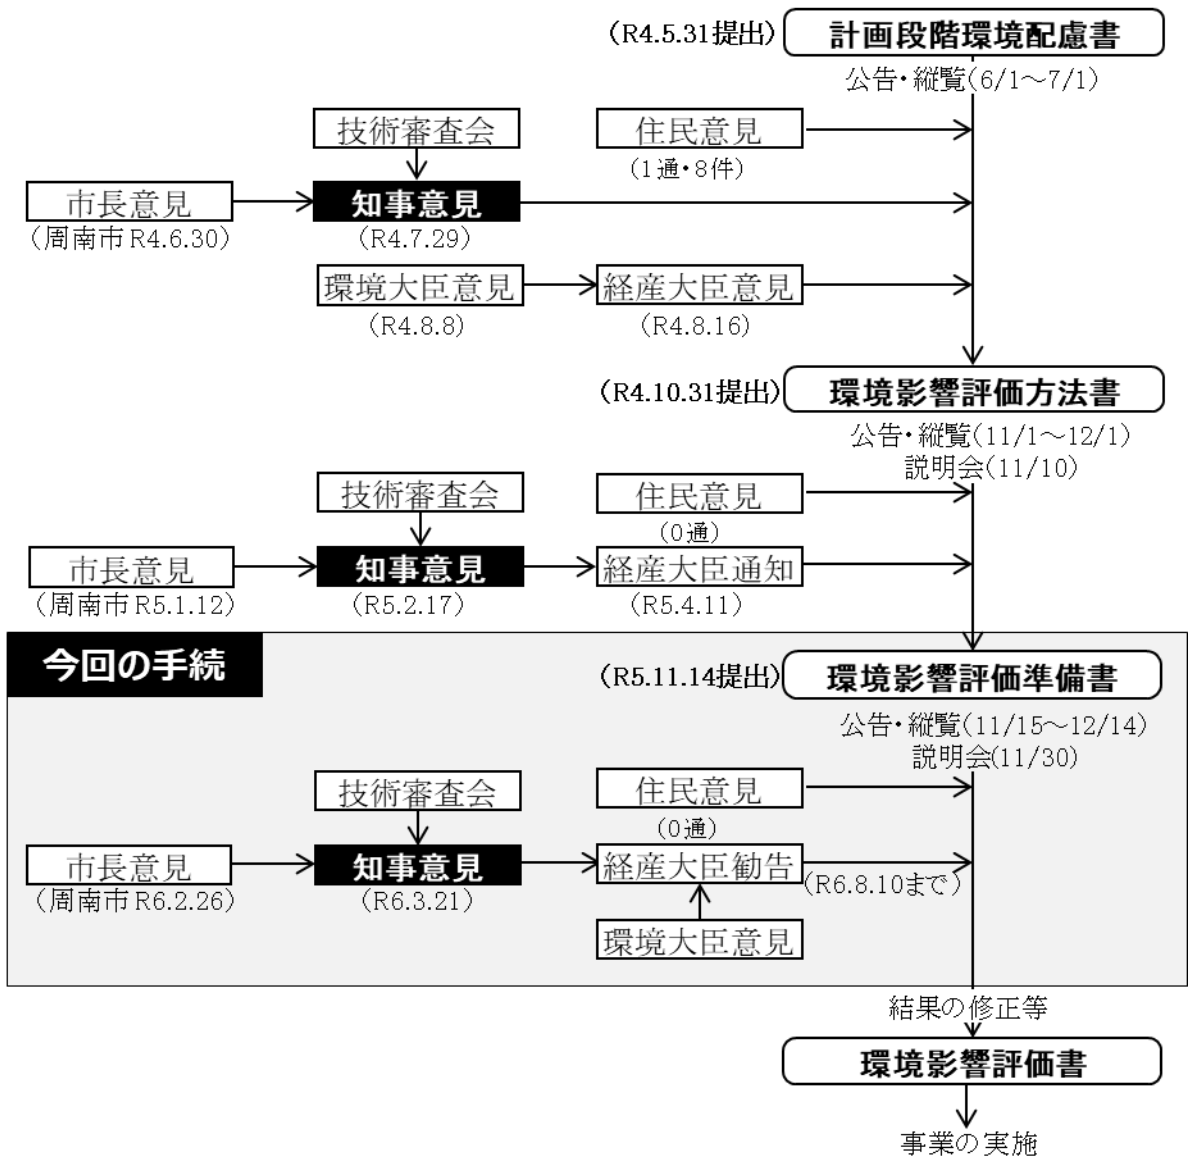 （R4.5.31提出）
計画段階環境配慮書
公告・縦覧(6/1～7/1)
技術審査会
住民意見
(1通・8件)
市長意見
知事意見
（周南市 R4.6.30）
(R4.7.29)
環境大臣意見
経産大臣意見
(R4.8.8)
(R4.8.16)
（R4.10.31提出）
環境影響評価方法書
公告・縦覧(11/1～12/1)
説明会(11/10)
技術審査会
住民意見
(0通)
市長意見
知事意見
経産大臣通知
（周南市 R5.1.12）
(R5.2.17)
(R5.4.11)
今回の手続
（R5.11.14提出）
環境影響評価準備書
公告・縦覧(11/15～12/14)
説明会(11/30)
技術審査会
住民意見
(0通)
市長意見
知事意見
経産大臣勧告
(R6.8.10まで)
（周南市 R6.2.26）
(R6.3.21)
環境大臣意見
結果の修正等
環境影響評価書
事業の実施